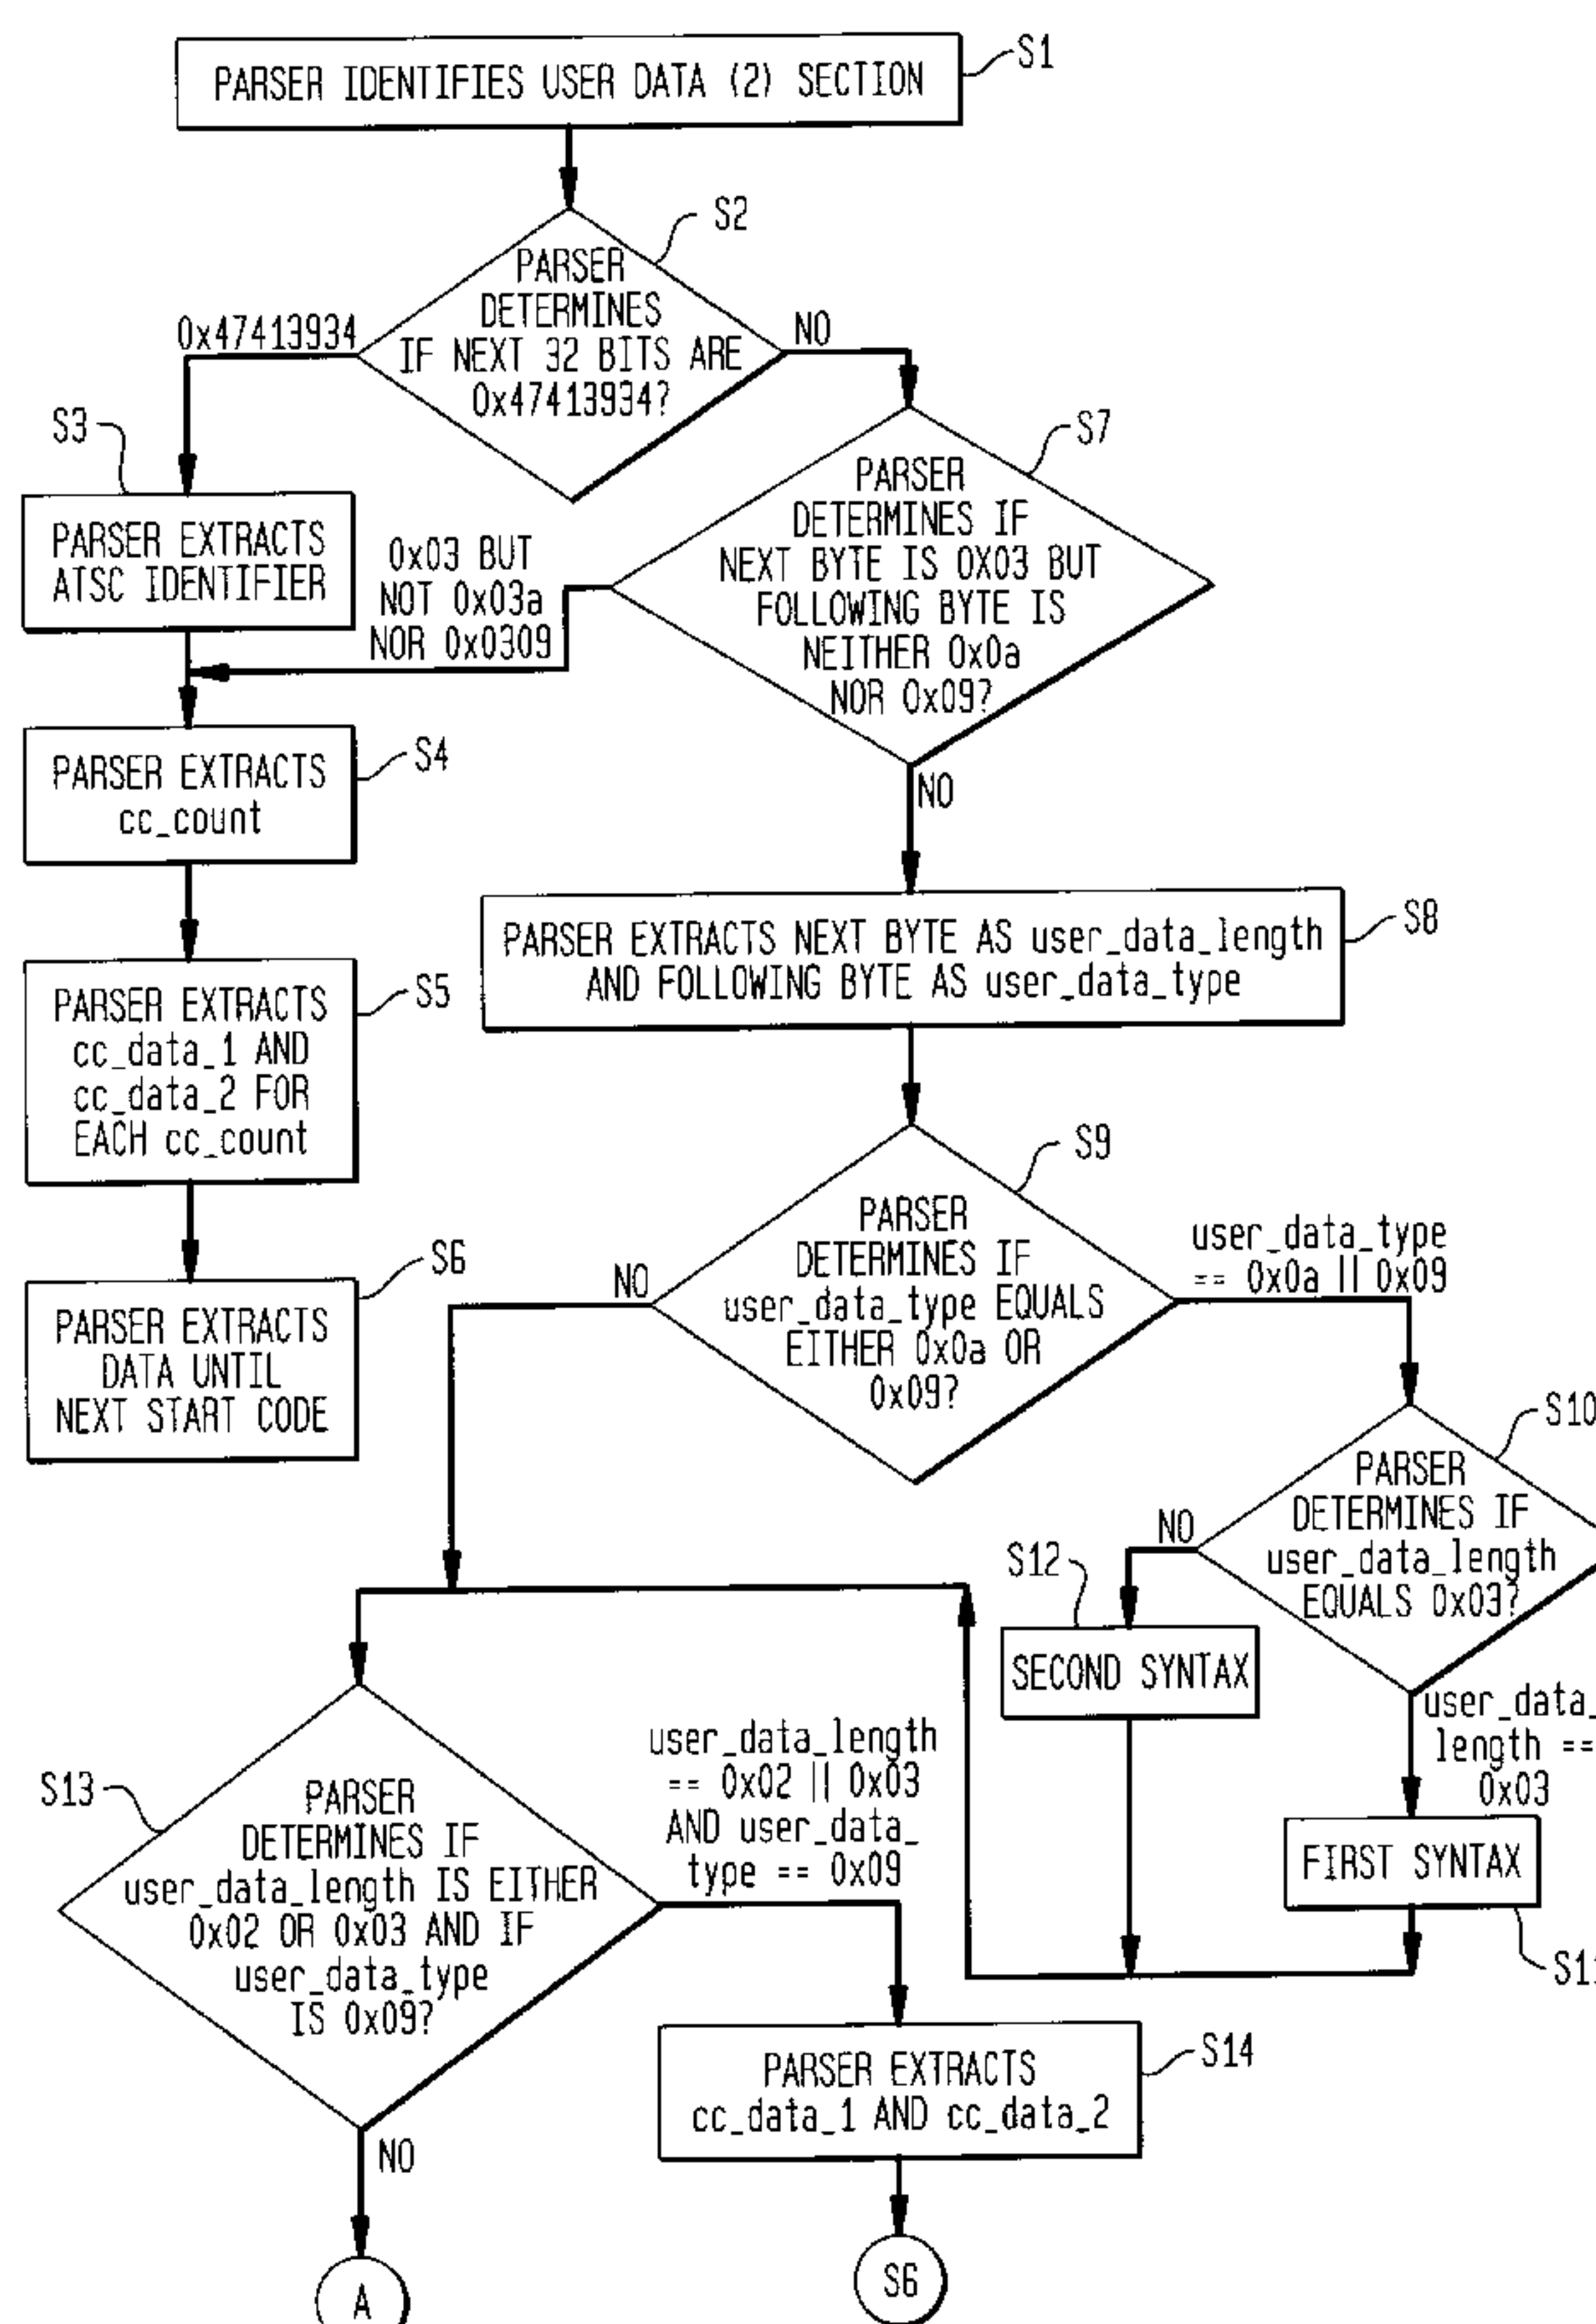 PARSER IDENTIFIES USER DATA (2) SECTION
S1
S2
PARSER
DETERMINES
IF NEXT 32 BITS ARE
0x47413934?
0x47413934
NO
S3
PARSER EXTRACTS
ATSC IDENTIFIER
S7
PARSER
DETERMINES IF
NEXT BYTE IS 0X03 BUT
FOLLOWING BYTE IS
NEITHER 0x0a
NOR 0x09?
0x03 BUT
NOT 0x03a
NOR 0x0309
NO
PARSER EXTRACTS
cc_count
S4
PARSER EXTRACTS NEXT BYTE AS user_data_length
AND FOLLOWING BYTE AS user_data_type
S8
PARSER EXTRACTS
cc_data_1 AND
cc_data_2 FOR
EACH cc_count
S5
S9
PARSER
DETERMINES IF
user_data_type EQUALS
EITHER 0x0a OR
0x09?
NO
user_data_type
== 0x0a || 0x09
S6
PARSER EXTRACTS
DATA UNTIL
NEXT START CODE
S10
PARSER
DETERMINES IF
user_data_length
EQUALS 0x03?
NO
S12
SECOND SYNTAX
user_data_
length ==
0x03
FIRST SYNTAX
S11
S13
PARSER
DETERMINES IF
user_data_length IS EITHER
0x02 OR 0x03 AND IF
user_data_type
IS 0x09?
user_data_length
== 0x02 || 0x03
AND user_data_
type == 0x09
NO
PARSER EXTRACTS
cc_data_1 AND cc_data_2
S14
A
S6